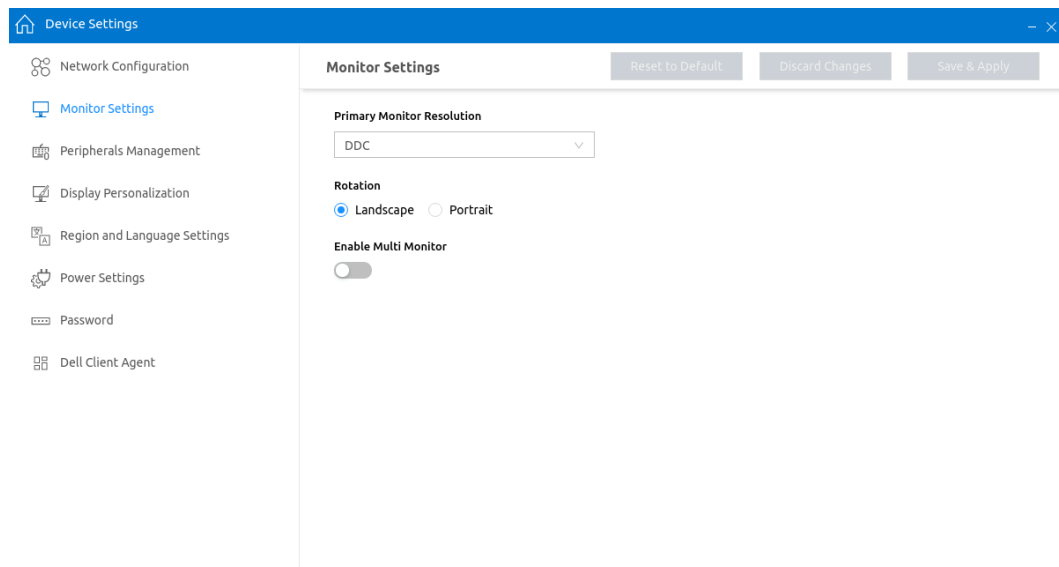 Device Settings
Network Configuration
Monitor Settings
Peripherals Management
Display Personalization
Region and Language Settings
Power Settings
Password
Dell Client Agent
Monitor Settings
Reset to Default
Discard Changes
Save & Apply
Primary Monitor Resolution
DDC
Rotation
Landscape
Portrait
Enable Multi Monitor